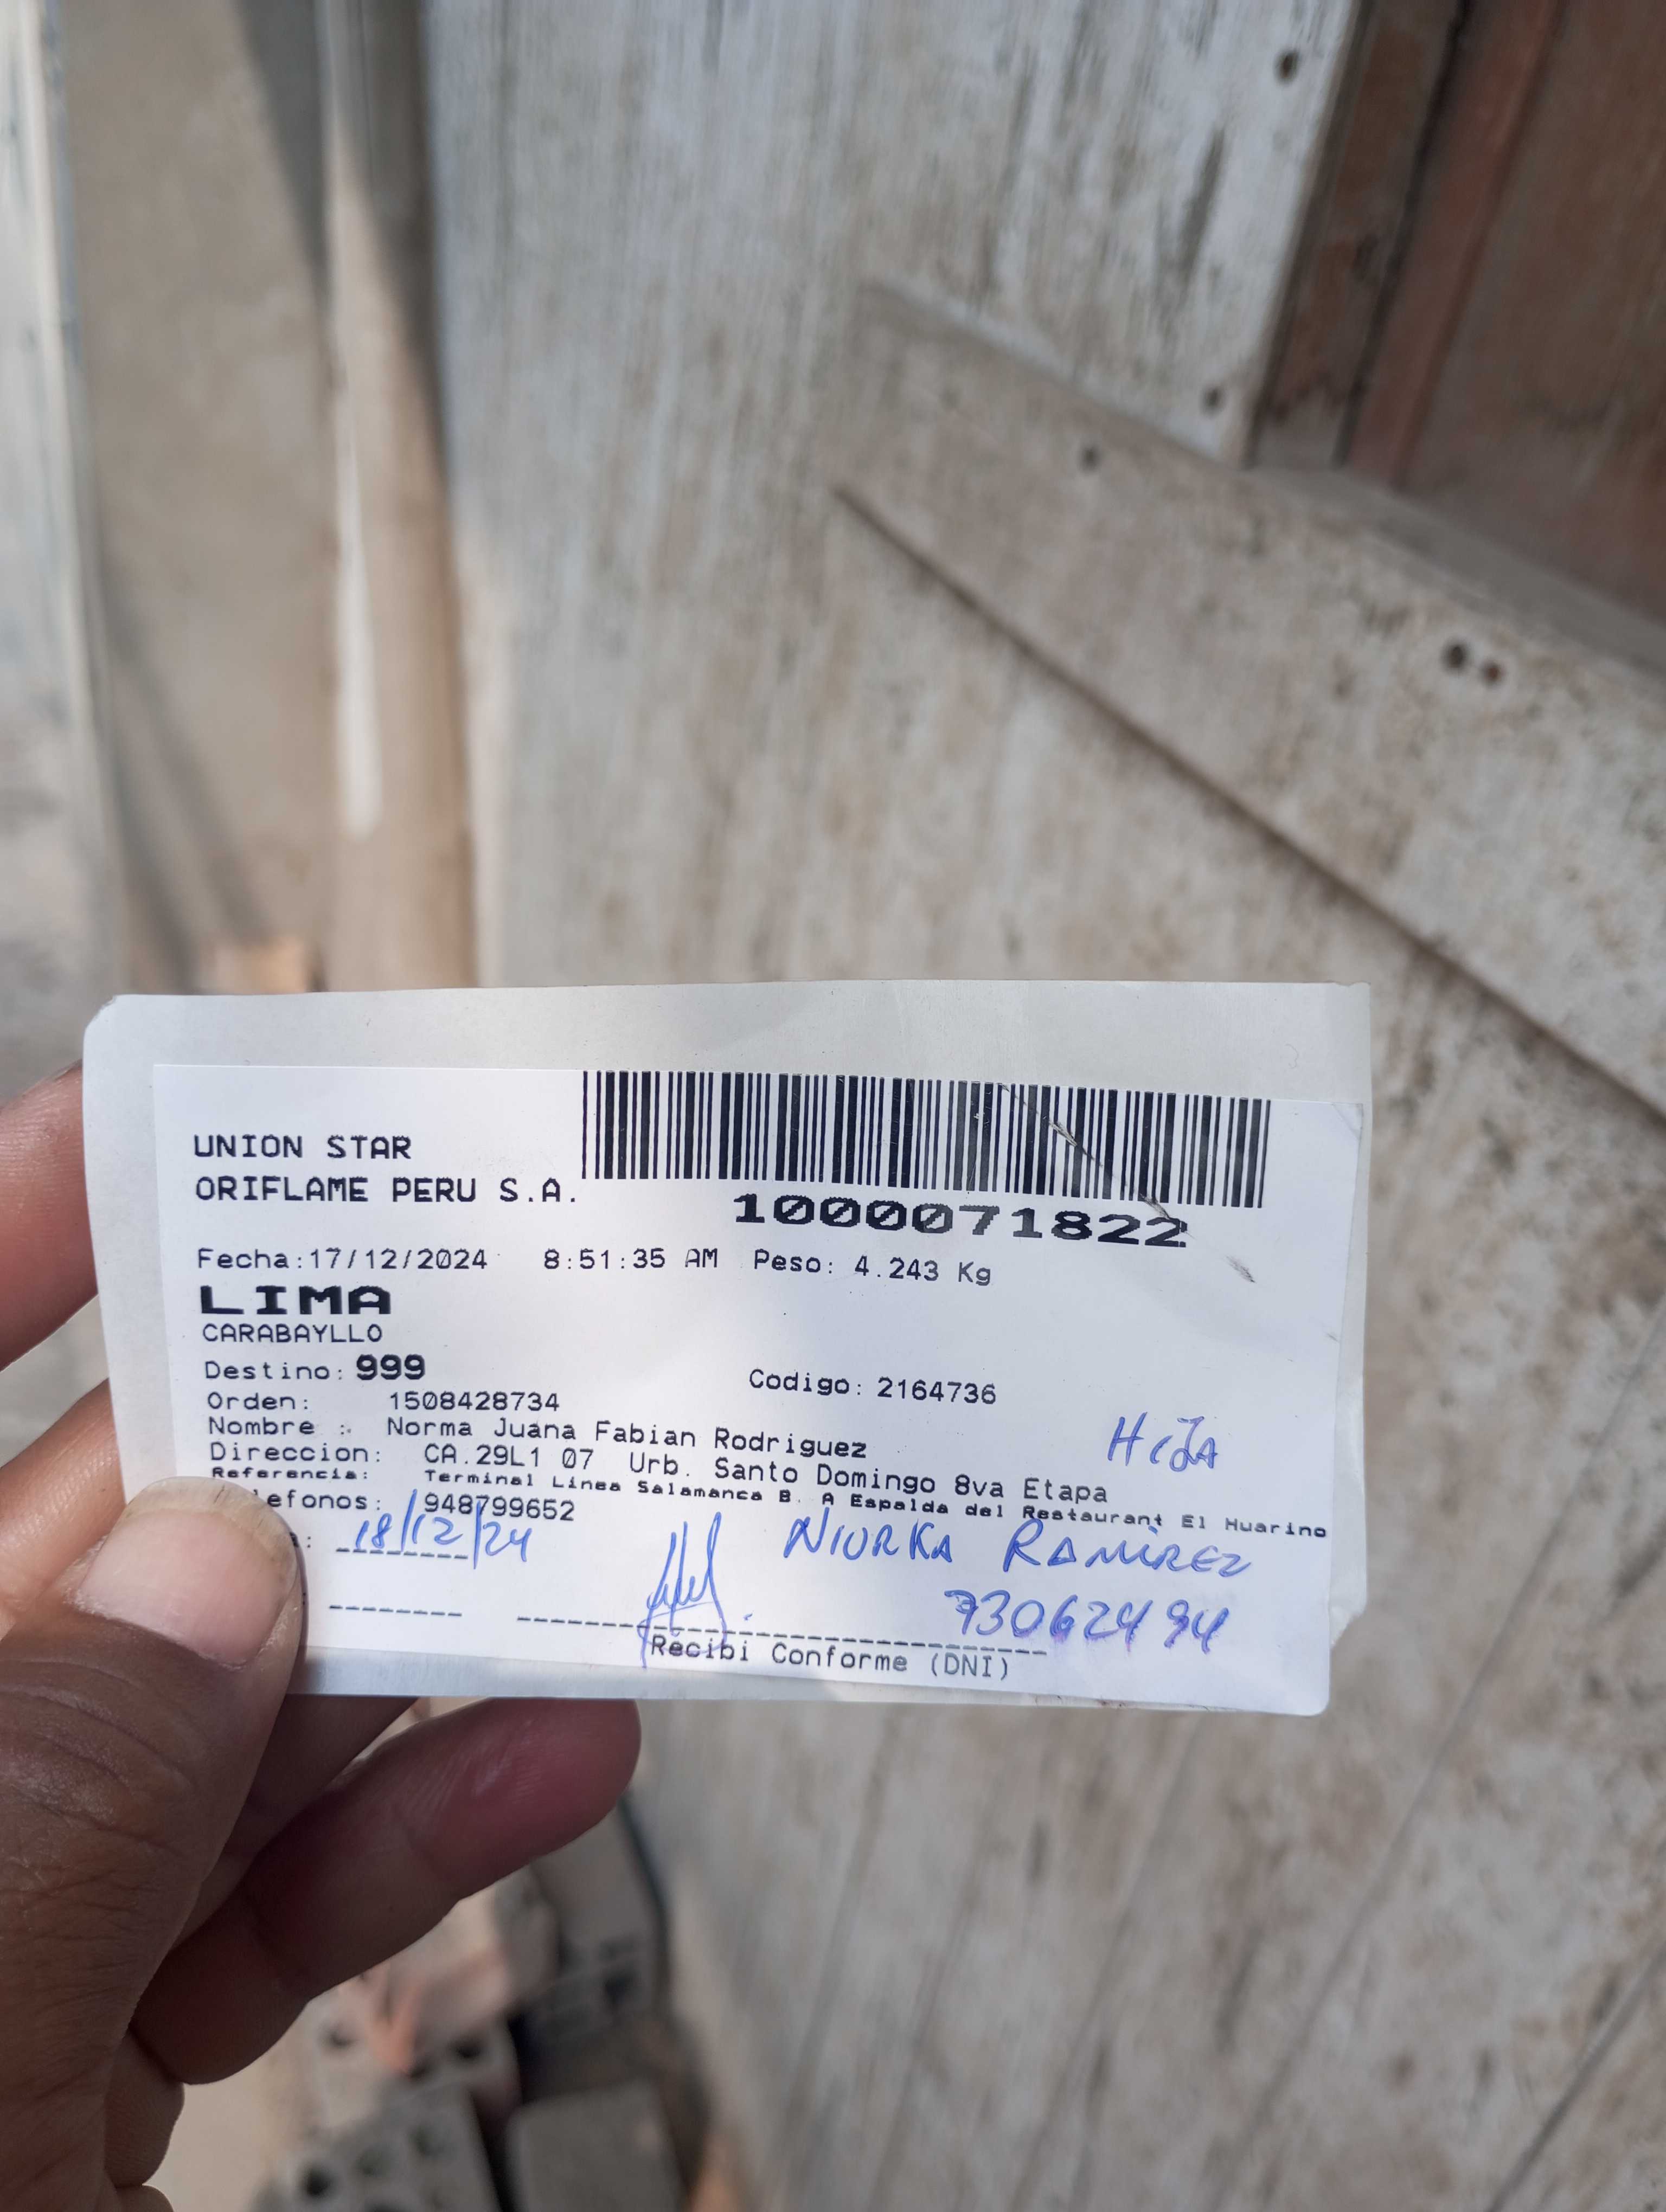 UNION STAR
ORIFLAME PERU S.A.
1000071822
Fecha:17/12/2024 8:51:35 AM Peso: 4.243 Kg
LIMA
CARABAYLLO
Destino: 999 Codigo: 2164736
Orden: 1508428734
Nombre : Norma Juana Fabian Rodriguez
HIJA
Direccion: CA.29L1 07 Urb. Santo Domingo 8va Etapa
Referencia: Terminal Linea Salamanca B. A Espalda del Restaurant El Huarino
efonos: 948799652
: 18/12/24
NIURKA RAMIREZ
73062494
Recibi Conforme (DNI)